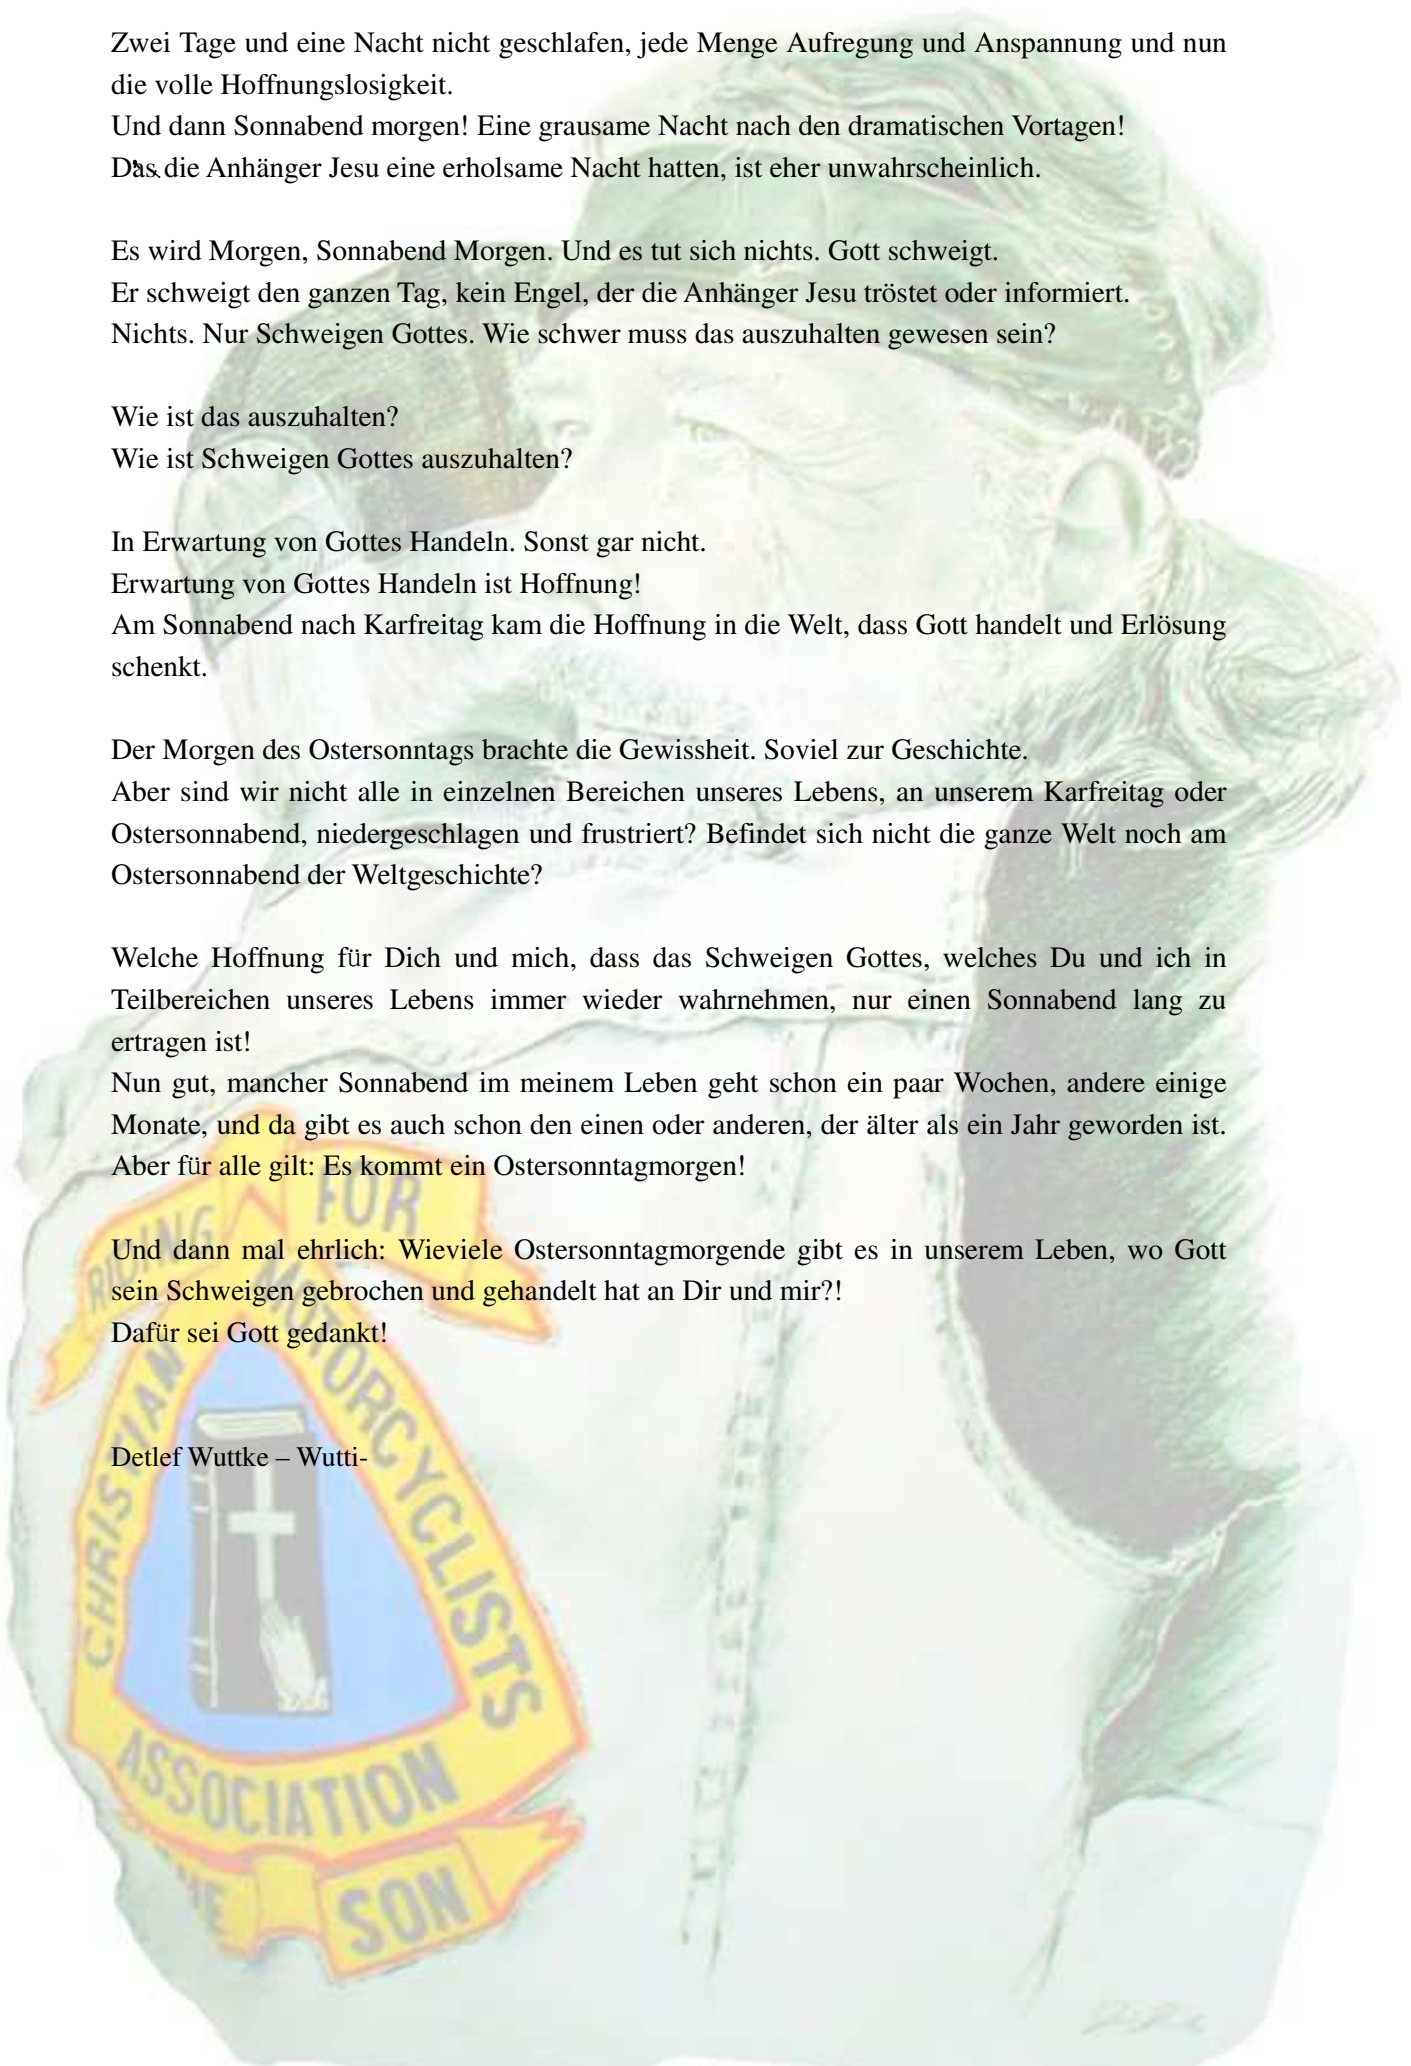 Zwei Tage und eine Nacht nicht geschlafen, jede Menge Aufregung und Anspannung und nun
die volle Hoffnungslosigkeit.
Und dann Sonnabend morgen! Eine grausame Nacht nach den dramatischen Vortagen!
Das die Anhänger Jesu eine erholsame Nacht hatten, ist eher unwahrscheinlich.
Es wird Morgen, Sonnabend Morgen. Und es tut sich nichts. Gott schweigt.
Er schweigt den ganzen Tag, kein Engel, der die Anhänger Jesu tröstet oder informiert.
Nichts. Nur Schweigen Gottes. Wie schwer muss das auszuhalten gewesen sein?
Wie ist das auszuhalten?
Wie ist Schweigen Gottes auszuhalten?
In Erwartung von Gottes Handeln. Sonst gar nicht.
Erwartung von Gottes Handeln ist Hoffnung!
Am Sonnabend nach Karfreitag kam die Hoffnung in die Welt, dass Gott handelt und Erlösung
schenkt.
Der Morgen des Ostersonntags brachte die Gewissheit. Soviel zur Geschichte.
Aber sind wir nicht alle in einzelnen Bereichen unseres Lebens, an unserem Karfreitag oder
Ostersonnabend, niedergeschlagen und frustriert? Befindet sich nicht die ganze Welt noch am
Ostersonnabend der Weltgeschichte?
Welche Hoffnung für Dich und mich, dass das Schweigen Gottes, welches Du und ich in
Teilbereichen unseres Lebens immer wieder wahrnehmen, nur einen Sonnabend lang zu
ertragen ist!
Nun gut, mancher Sonnabend im meinem Leben geht schon ein paar Wochen, andere einige
Monate, und da gibt es auch schon den einen oder anderen, der älter als ein Jahr geworden ist.
Aber für alle gilt: Es kommt ein Ostersonntagmorgen!
Und dann mal ehrlich: Wieviele Ostersonntagmorgende gibt es in unserem Leben, wo Gott
sein Schweigen gebrochen und gehandelt hat an Dir und mir?!
Dafür sei Gott gedankt!
Detlef Wuttke – Wutti-
RIDING FOR
CHRISTIAN MOTORCYCLISTS
ASSOCIATION
SON